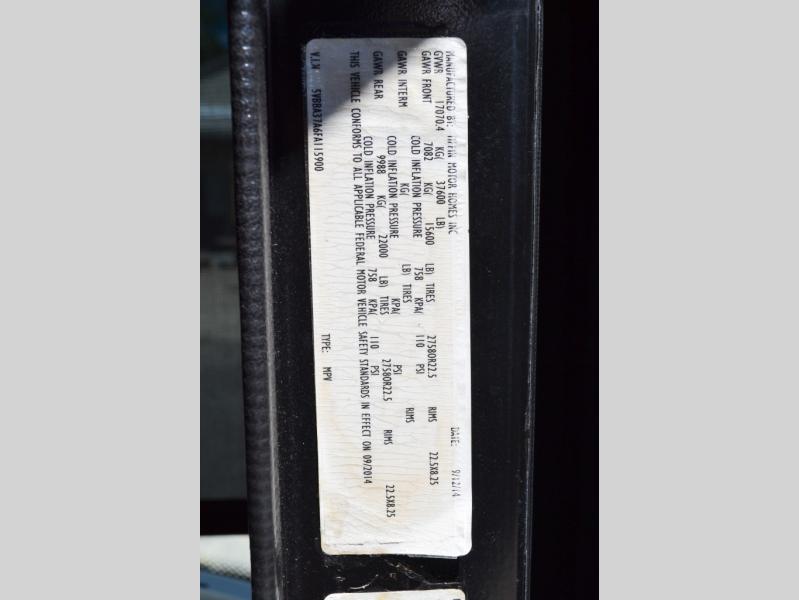 MANUFACTURED BY: TIFFIN MOTOR HOMES INC DATE: 9/12/14
GVWR 17070.4 KG( 37600 LB)
GAWR FRONT 7082 KG( 15600 LB) TIRES 27580R22.5 RIMS 22.5X8.25
COLD INFLATION PRESSURE 758 KPA( 110 PSI
GAWR INTERM KG( LB) TIRES RIMS
COLD INFLATION PRESSURE KPA( PSI
GAWR REAR 9988 KG( 22000 LB) TIRES 27580R22.5 RIMS 22.5X8.25
COLD INFLATION PRESSURE 758 KPA( 110 PSI
THIS VEHICLE CONFORMS TO ALL APPLICABLE FEDERAL MOTOR VEHICLE SAFETY STANDARDS IN EFFECT ON 09/2014
V.I.N 5VBBA37A6FA115900 TYPE: MPV